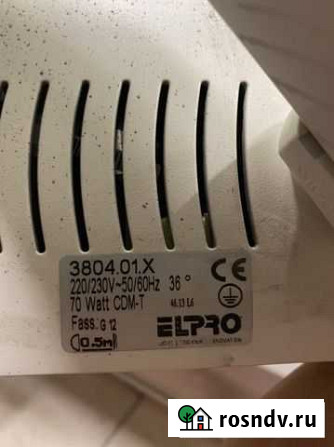 3804.01.X
220/230V~50/60Hz 36°
70 Watt CDM-T
Fass.: G 12
0.5m
ELPRO
CE
rosndv.ru